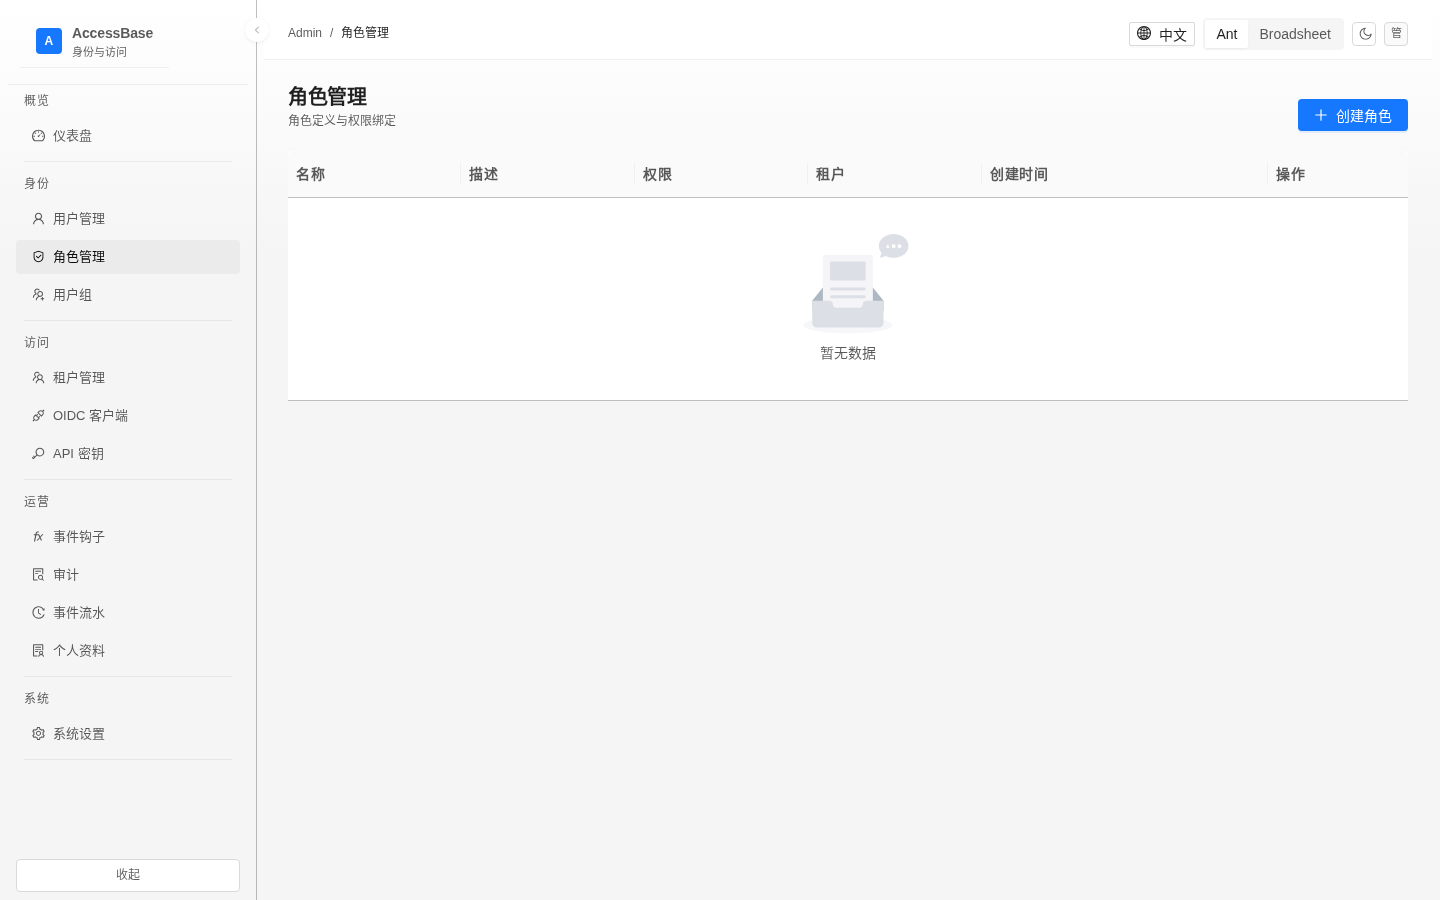 A
AccessBase
身份与访问
概览
仪表盘
身份
用户管理
角色管理
用户组
访问
租户管理
OIDC 客户端
API 密钥
运营
事件钩子
审计
事件流水
个人资料
系统
系统设置
收起
Admin / 角色管理
中文
Ant
Broadsheet
管
角色管理
角色定义与权限绑定
创建角色
名称 描述 权限 租户 创建时间 操作
暂无数据